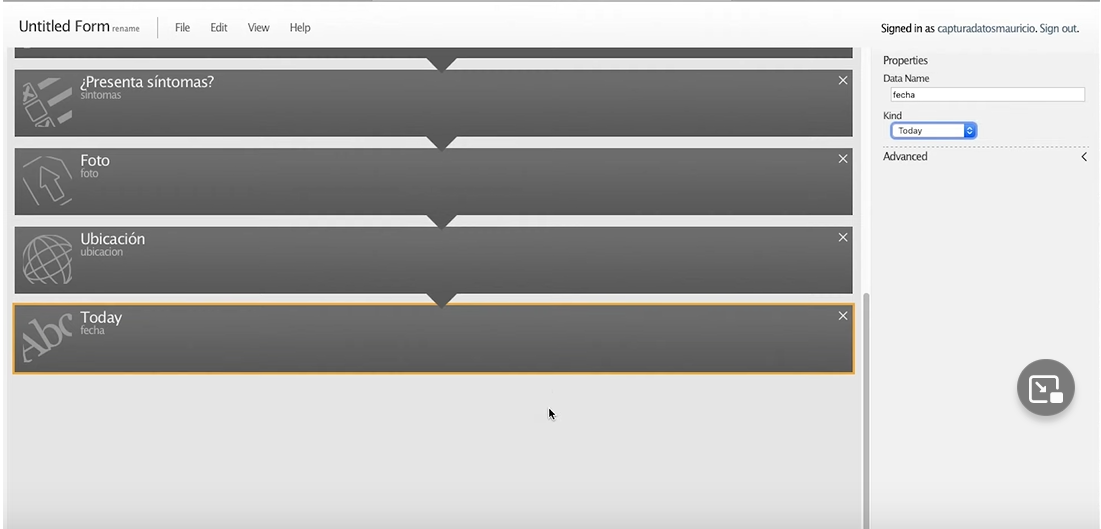 Untitled Form rename File Edit View Help Signed in as capturadatosmauricio. Sign out.
¿Presenta síntomas?
sintomas
Foto
foto
Ubicación
ubicacion
Today
fecha
Abc
Properties
Data Name
fecha
Kind
Today
Advanced